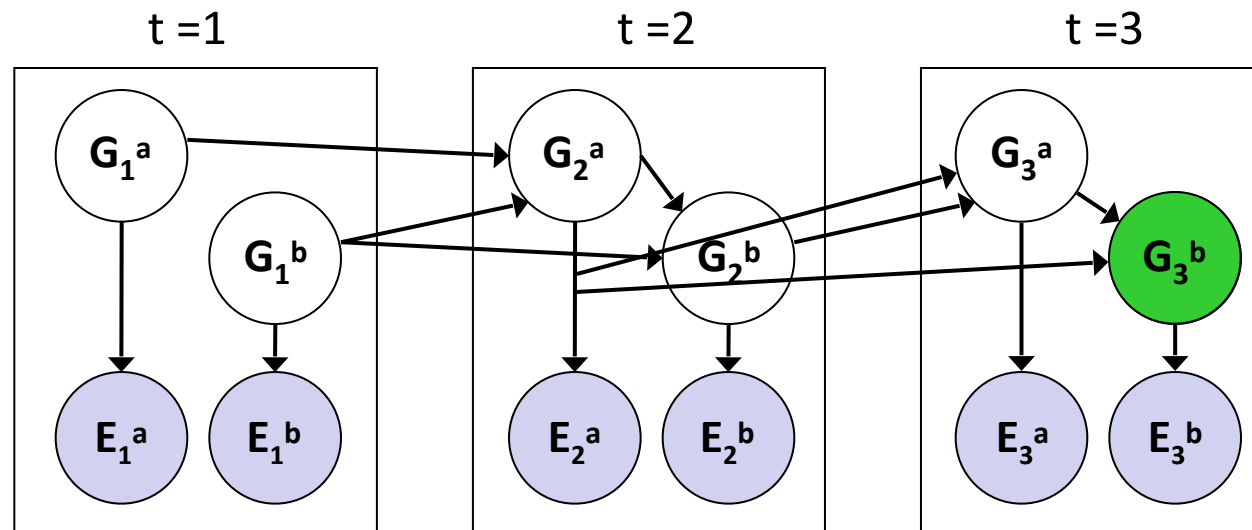 t =1 t =2 t =3
G₁ᵃ G₂ᵃ G₃ᵃ
G₁ᵇ G₂ᵇ G₃ᵇ
E₁ᵃ E₁ᵇ E₂ᵃ E₂ᵇ E₃ᵃ E₃ᵇ